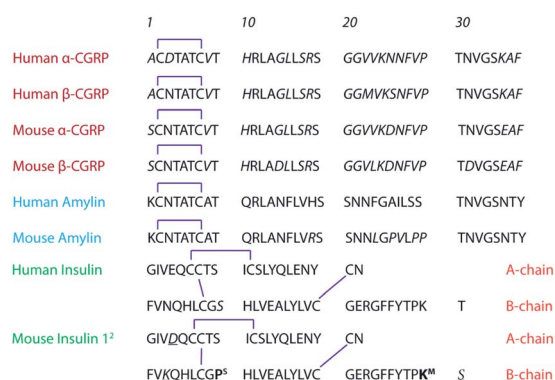 1 10 20 30
Human α-CGRP ACDTATCVT HRLAGLLSRS GGVVKNNFVP TNVGSKAF
Human β-CGRP ACNTATCVT HRLAGLLSRS GGMVKSNFVP TNVGSKAF
Mouse α-CGRP SCNTATCVT HRLAGLLSRS GGVVKDNFVP TNVGSEAF
Mouse β-CGRP SCNTATCVT HRLADLLSRS GGVLKDNFVP TDVGSEAF
Human Amylin KCNTATCAT QRLANFLVHS SNNFGAILSS TNVGSNTY
Mouse Amylin KCNTATCAT QRLANFLVRS SNNLGPVLPP TNVGSNTY
Human Insulin GIVEQCCTS ICSLYQLENY CN A-chain
FVNQHLCGS HLVEALYLVC GERGFFYTPK T B-chain
Mouse Insulin 1² GIVDQCCTS ICSLYQLENY CN A-chain
FVKQHLCGPˢ HLVEALYLVC GERGFFYTPKᴹ S B-chain